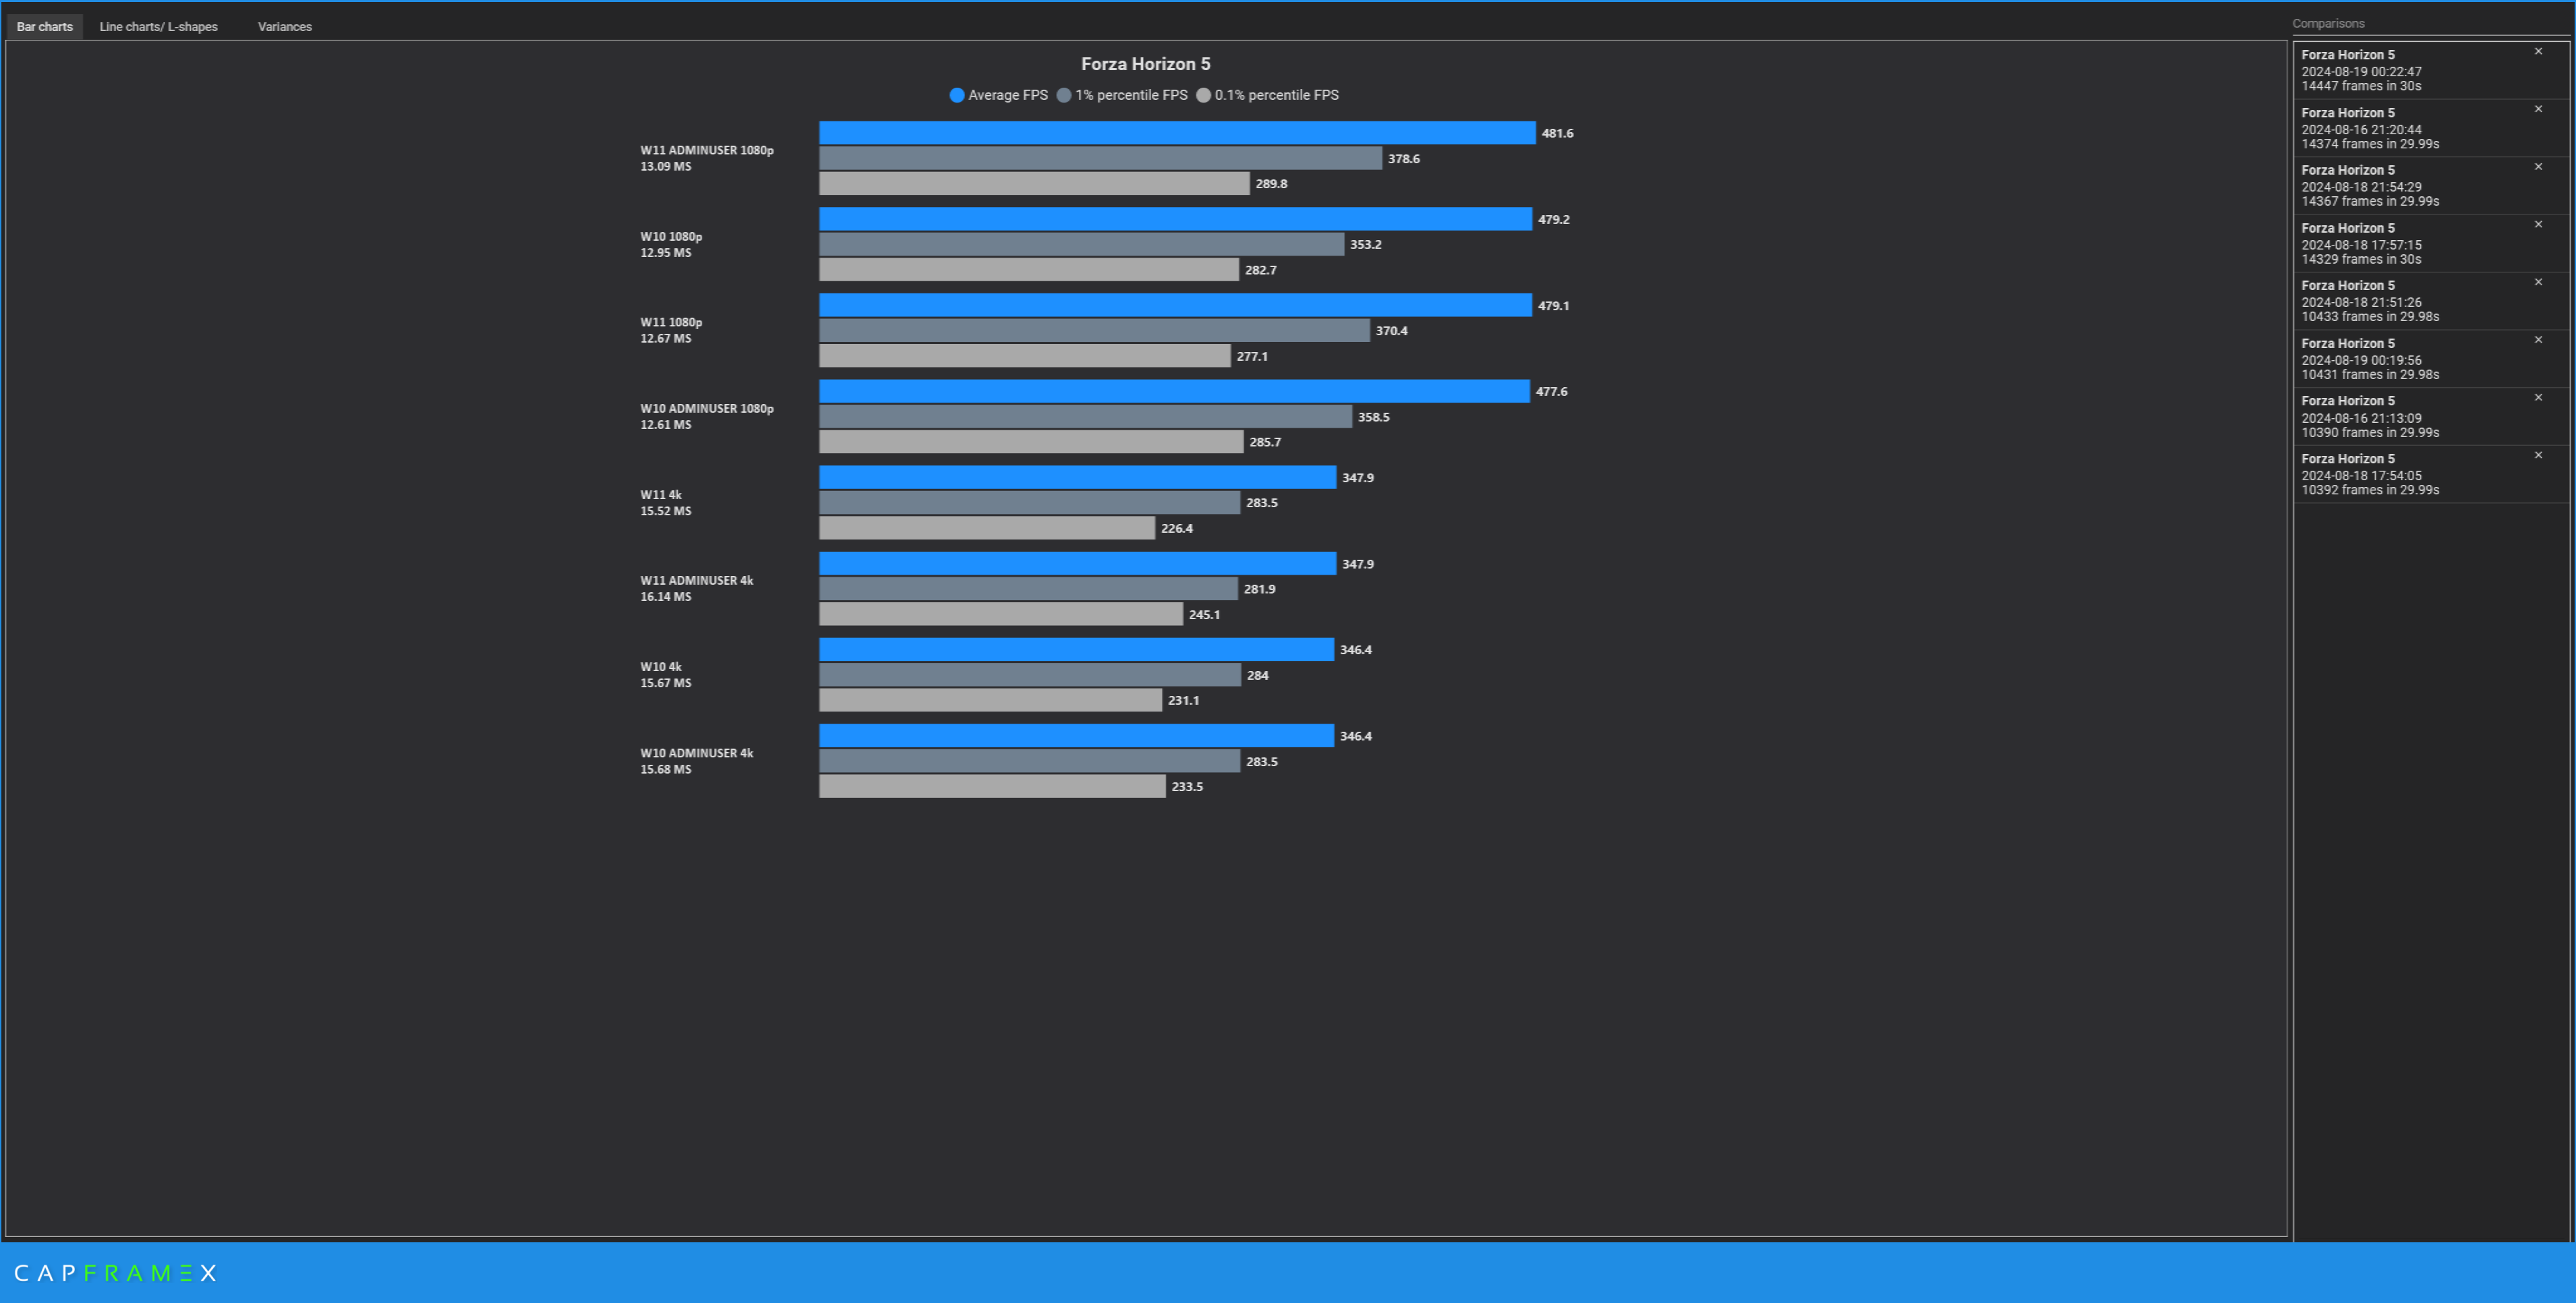 Bar charts
Line charts/ L-shapes
Variances
Forza Horizon 5
Average FPS
1% percentile FPS
0.1% percentile FPS
W11 ADMINUSER 1080p
13.09 MS
481.6
378.6
289.8
W10 1080p
12.95 MS
479.2
353.2
282.7
W11 1080p
12.67 MS
479.1
370.4
277.1
W10 ADMINUSER 1080p
12.61 MS
477.6
358.5
285.7
W11 4k
15.52 MS
347.9
283.5
226.4
W11 ADMINUSER 4k
16.14 MS
347.9
281.9
245.1
W10 4k
15.67 MS
346.4
284
231.1
W10 ADMINUSER 4k
15.68 MS
346.4
283.5
233.5
Comparisons
Forza Horizon 5
2024-08-19 00:22:47
14447 frames in 30s
Forza Horizon 5
2024-08-16 21:20:44
14374 frames in 29.99s
Forza Horizon 5
2024-08-18 21:54:29
14367 frames in 29.99s
Forza Horizon 5
2024-08-18 17:57:15
14329 frames in 30s
Forza Horizon 5
2024-08-18 21:51:26
10433 frames in 29.98s
Forza Horizon 5
2024-08-19 00:19:56
10431 frames in 29.98s
Forza Horizon 5
2024-08-16 21:13:09
10390 frames in 29.99s
Forza Horizon 5
2024-08-18 17:54:05
10392 frames in 29.99s
CAPFRAMEX